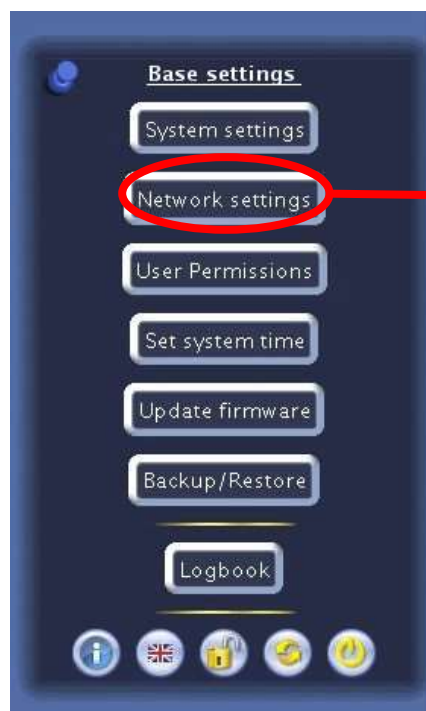 Base settings
System settings
Network settings
User Permissions
Set system time
Update firmware
Backup/Restore
Logbook